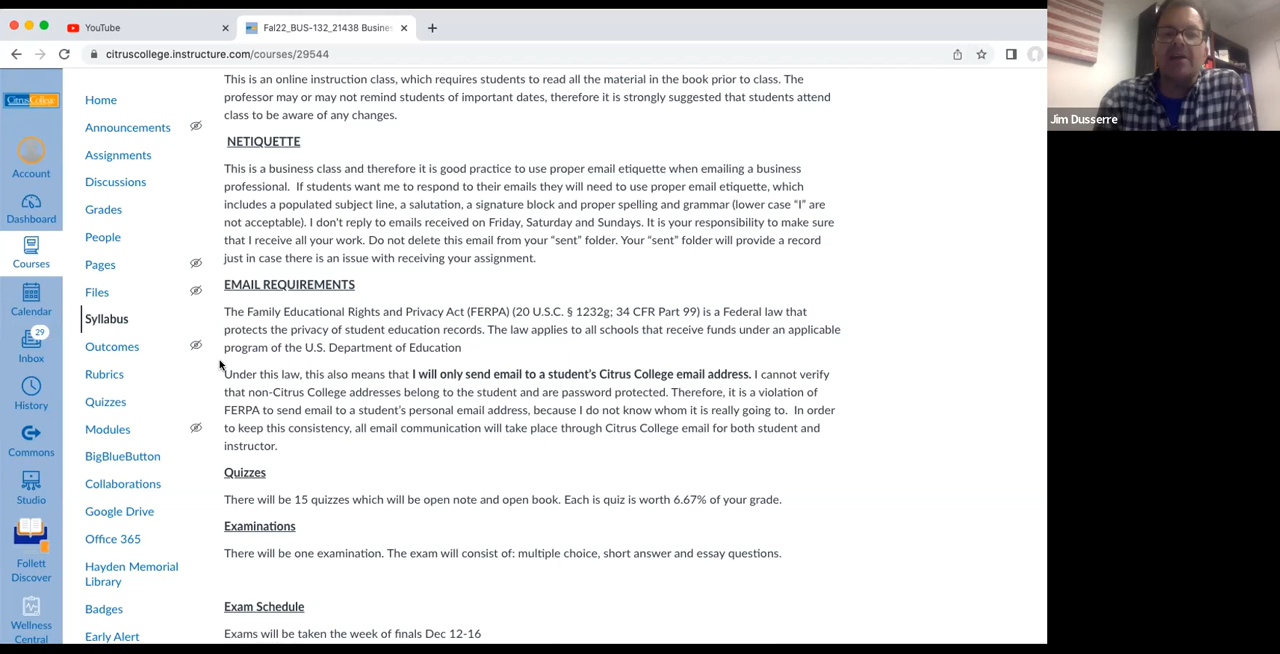 YouTube
Fal22_BUS-132_21438 Busine
citruscollege.instructure.com/courses/29544
Jim Dusserre
CitrusCollege
Account
Dashboard
Courses
Calendar
29
Inbox
History
Commons
Studio
Follett
Discover
Wellness
Central
Home
Announcements
Assignments
Discussions
Grades
People
Pages
Files
Syllabus
Outcomes
Rubrics
Quizzes
Modules
BigBlueButton
Collaborations
Google Drive
Office 365
Hayden Memorial
Library
Badges
Early Alert
This is an online instruction class, which requires students to read all the material in the book prior to class. The
professor may or may not remind students of important dates, therefore it is strongly suggested that students attend
class to be aware of any changes.
NETIQUETTE
This is a business class and therefore it is good practice to use proper email etiquette when emailing a business
professional.  If students want me to respond to their emails they will need to use proper email etiquette, which
includes a populated subject line, a salutation, a signature block and proper spelling and grammar (lower case “I” are
not acceptable). I don't reply to emails received on Friday, Saturday and Sundays. It is your responsibility to make sure
that I receive all your work. Do not delete this email from your “sent” folder. Your “sent” folder will provide a record
just in case there is an issue with receiving your assignment.
EMAIL REQUIREMENTS
The Family Educational Rights and Privacy Act (FERPA) (20 U.S.C. § 1232g; 34 CFR Part 99) is a Federal law that
protects the privacy of student education records. The law applies to all schools that receive funds under an applicable
program of the U.S. Department of Education
Under this law, this also means that I will only send email to a student’s Citrus College email address. I cannot verify
that non-Citrus College addresses belong to the student and are password protected. Therefore, it is a violation of
FERPA to send email to a student’s personal email address, because I do not know whom it is really going to.  In order
to keep this consistency, all email communication will take place through Citrus College email for both student and
instructor.
Quizzes
There will be 15 quizzes which will be open note and open book. Each is quiz is worth 6.67% of your grade.
Examinations
There will be one examination. The exam will consist of: multiple choice, short answer and essay questions.
Exam Schedule
Exams will be taken the week of finals Dec 12-16